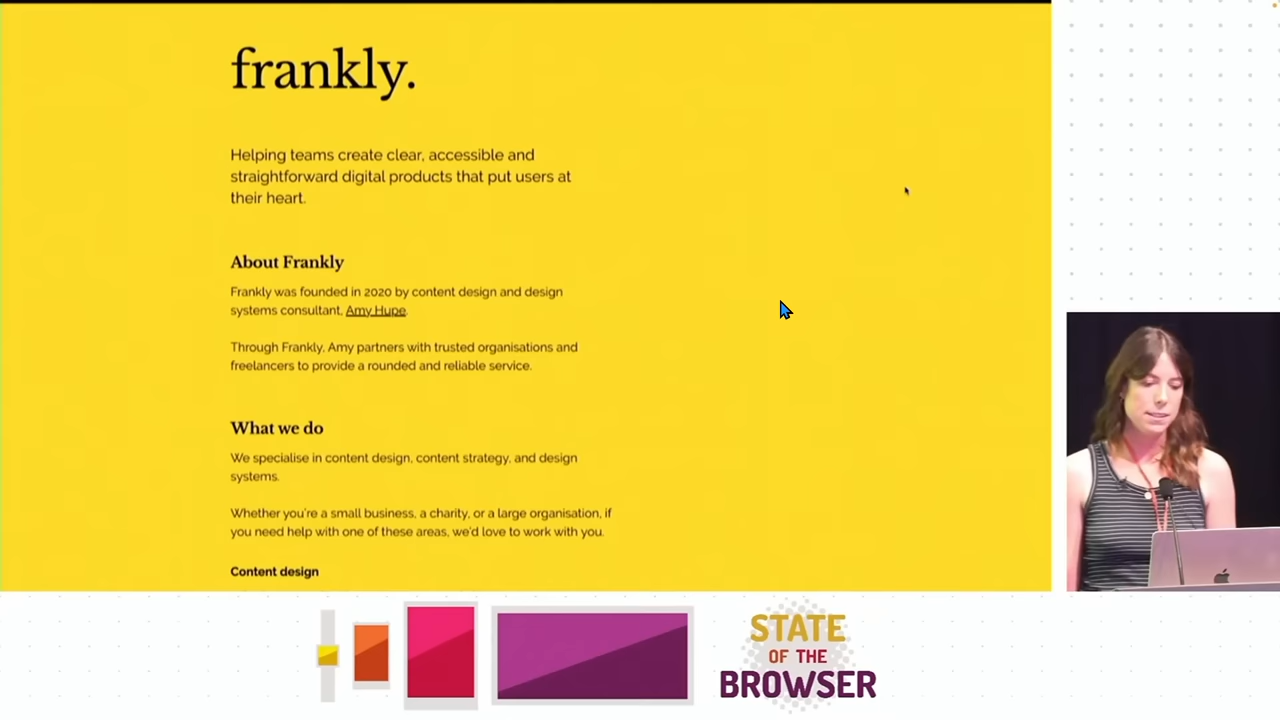 frankly.
Helping teams create clear, accessible and
straightforward digital products that put users at
their heart.
About Frankly
Frankly was founded in 2020 by content design and design
systems consultant, Amy Hupe.
Through Frankly, Amy partners with trusted organisations and
freelancers to provide a rounded and reliable service.
What we do
We specialise in content design, content strategy, and design
systems.
Whether you're a small business, a charity, or a large organisation, if
you need help with one of these areas, we'd love to work with you.
Content design
STATE
OF THE
BROWSER